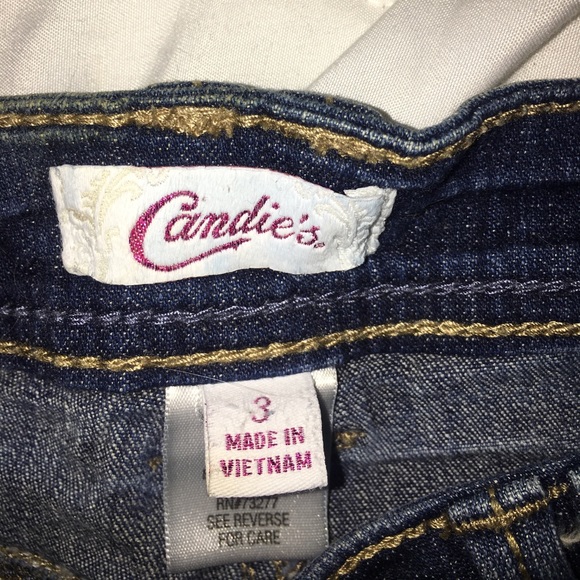 Candie's.
3
MADE IN
VIETNAM
RN#73277
SEE REVERSE
FOR CARE